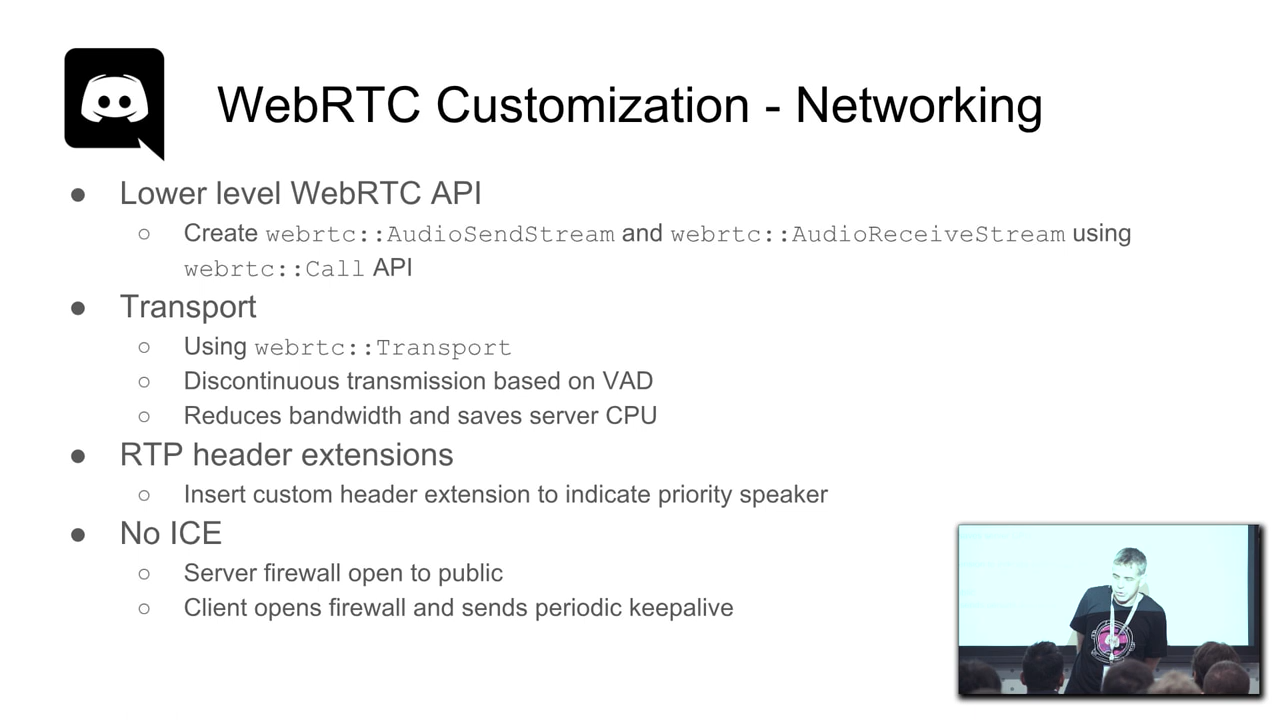 WebRTC Customization - Networking
● Lower level WebRTC API
○ Create webrtc::AudioSendStream and webrtc::AudioReceiveStream using
webrtc::Call API
● Transport
○ Using webrtc::Transport
○ Discontinuous transmission based on VAD
○ Reduces bandwidth and saves server CPU
● RTP header extensions
○ Insert custom header extension to indicate priority speaker
● No ICE
○ Server firewall open to public
○ Client opens firewall and sends periodic keepalive